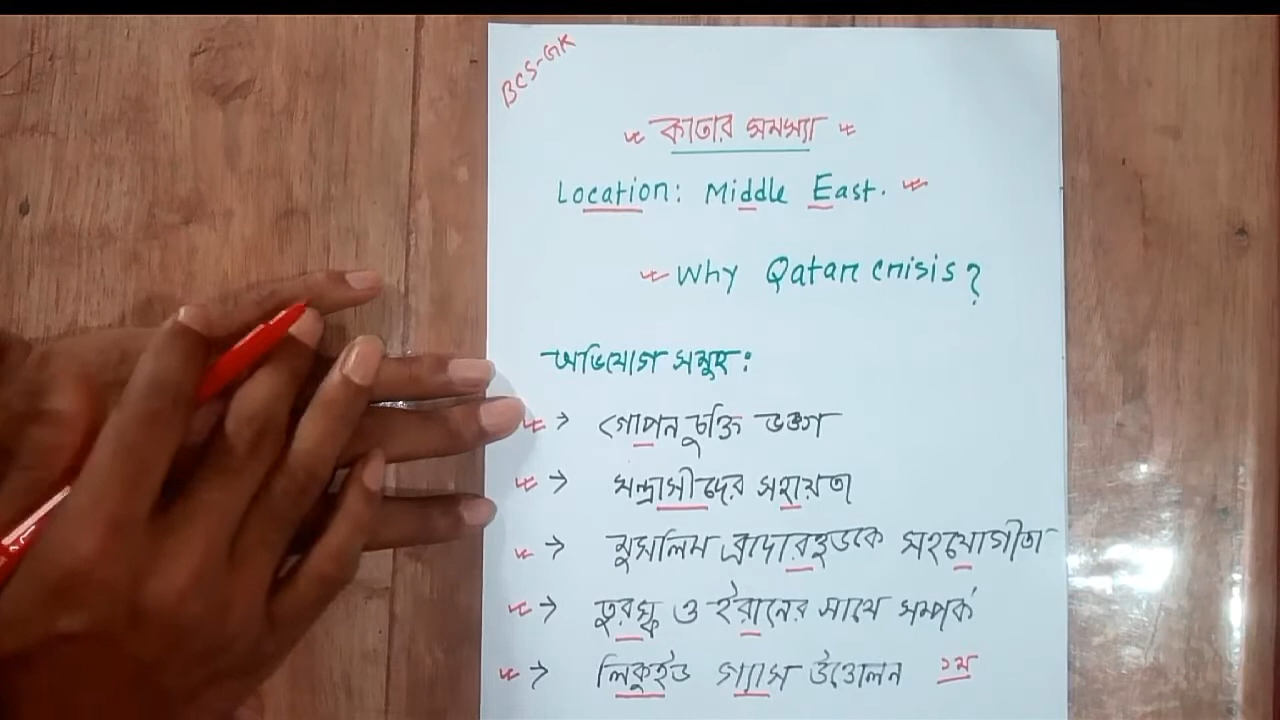 BCS-GK
কাতার সমস্যা
Location: Middle East.
Why Qatar crisis?
অভিযোগ সমূহ:
→ গোপন চুক্তি ভঙ্গ
→ সন্ত্রাসীদের সহায়তা
→ মুসলিম ব্রাদারহুডকে সহযোগীতা
→ তুরস্ক ও ইরানের সাথে সম্পর্ক
→ লিকুইড গ্যাস উত্তোলন ১ম